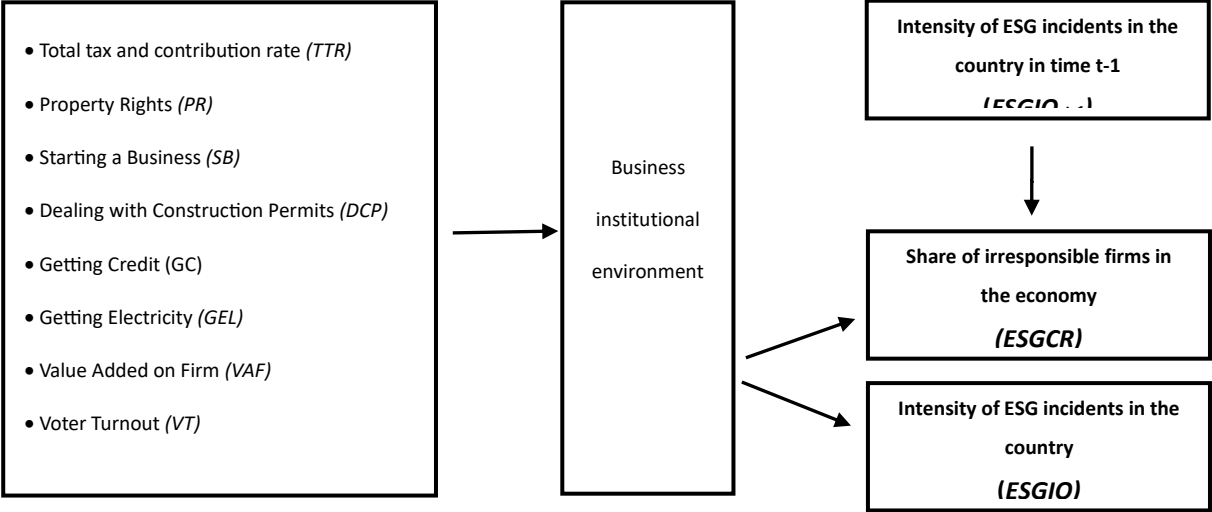 • Total tax and contribution rate (TTR)
• Property Rights (PR)
• Starting a Business (SB)
• Dealing with Construction Permits (DCP)
• Getting Credit (GC)
• Getting Electricity (GEL)
• Value Added on Firm (VAF)
• Voter Turnout (VT)
Business
institutional
environment
Intensity of ESG incidents in the
country in time t-1
(ESGIO
Share of irresponsible firms in
the economy
(ESGCR)
Intensity of ESG incidents in the
country
(ESGIO)